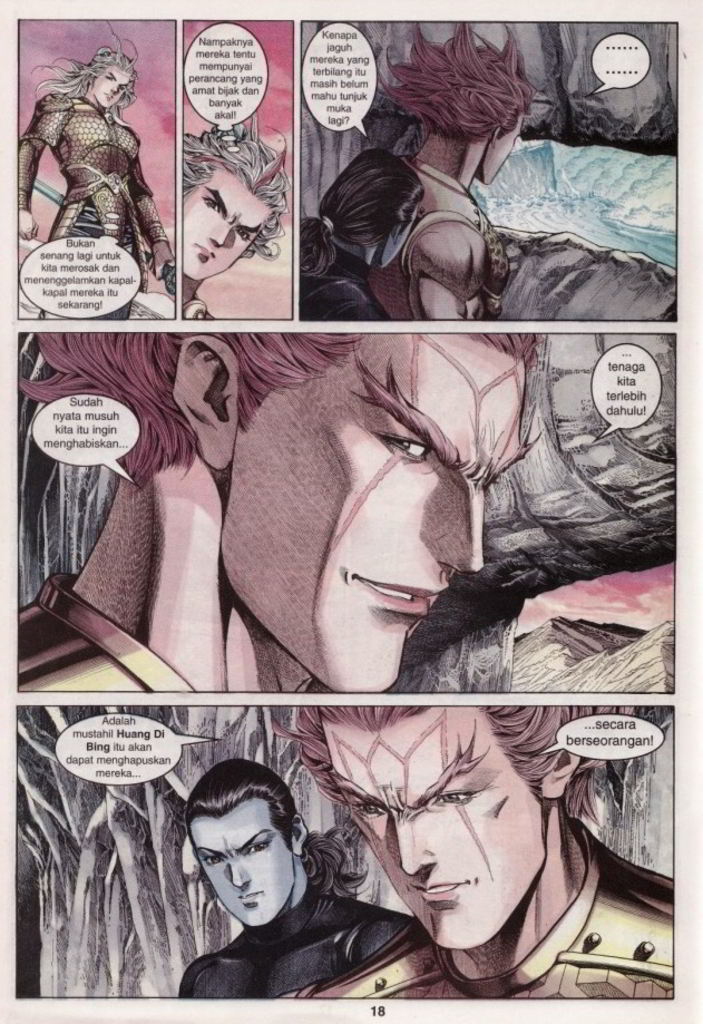 Bukan
senang lagi untuk
kita merosak dan
menenggelamkan kapal-
kapal mereka itu
sekarang!
Nampaknya
mereka tentu
mempunyai
perancang yang
amat bijak dan
banyak
akal!
Kenapa
jaguh
mereka yang
terbilang itu
masih belum
mahu tunjuk
muka
lagi?
......
......
Sudah
nyata musuh
kita itu ingin
menghabiskan...
...
tenaga
kita
terlebih
dahulu!
Adalah
mustahil Huang Di
Bing itu akan
dapat menghapuskan
mereka...
...secara
berseorangan!
18